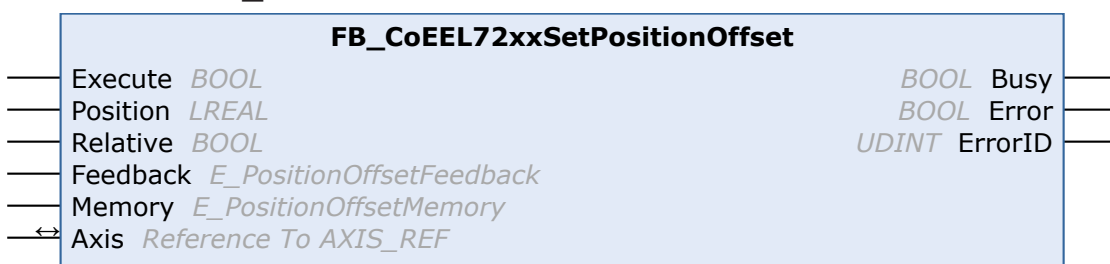 FB_CoEEL72xxSetPositionOffset
Execute BOOL BOOL Busy
Position LREAL BOOL Error
Relative BOOL UDINT ErrorID
Feedback E_PositionOffsetFeedback
Memory E_PositionOffsetMemory
↔ Axis Reference To AXIS_REF